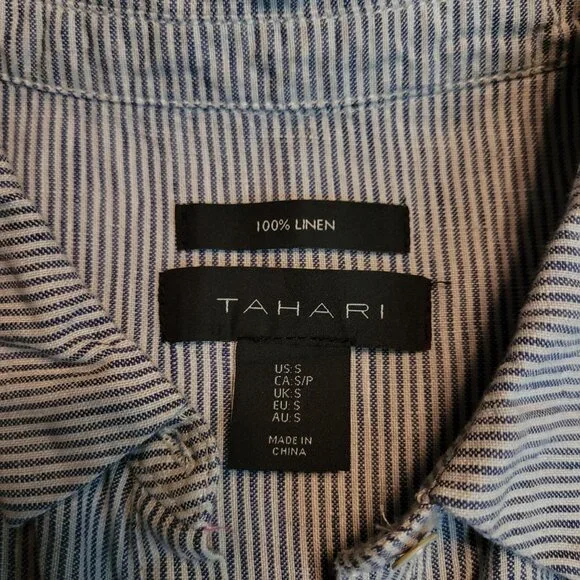 100% LINEN
TAHARI
US:S
CA:S/P
UK:S
EU:S
AU:S
MADE IN
CHINA